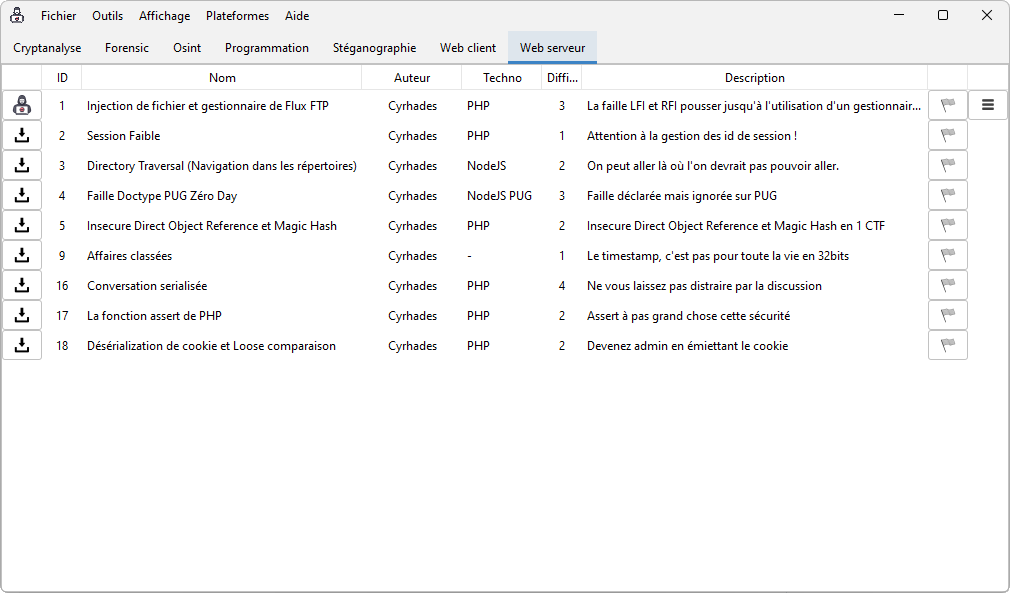 Fichier Outils Affichage Plateformes Aide
Cryptanalyse Forensic Osint Programmation Stéganographie Web client Web serveur
ID Nom Auteur Techno Diffi... Description
1 Injection de fichier et gestionnaire de Flux FTP Cyrhades PHP 3 La faille LFI et RFI pousser jusqu'à l'utilisation d'un gestionnair...
2 Session Faible Cyrhades PHP 1 Attention à la gestion des id de session !
3 Directory Traversal (Navigation dans les répertoires) Cyrhades NodeJS 2 On peut aller là où l'on devrait pas pouvoir aller.
4 Faille Doctype PUG Zéro Day Cyrhades NodeJS PUG 3 Faille déclarée mais ignorée sur PUG
5 Insecure Direct Object Reference et Magic Hash Cyrhades PHP 2 Insecure Direct Object Reference et Magic Hash en 1 CTF
9 Affaires classées Cyrhades - 1 Le timestamp, c'est pas pour toute la vie en 32bits
16 Conversation serialisée Cyrhades PHP 4 Ne vous laissez pas distraire par la discussion
17 La fonction assert de PHP Cyrhades PHP 2 Assert à pas grand chose cette sécurité
18 Désérialization de cookie et Loose comparaison Cyrhades PHP 2 Devenez admin en émiettant le cookie